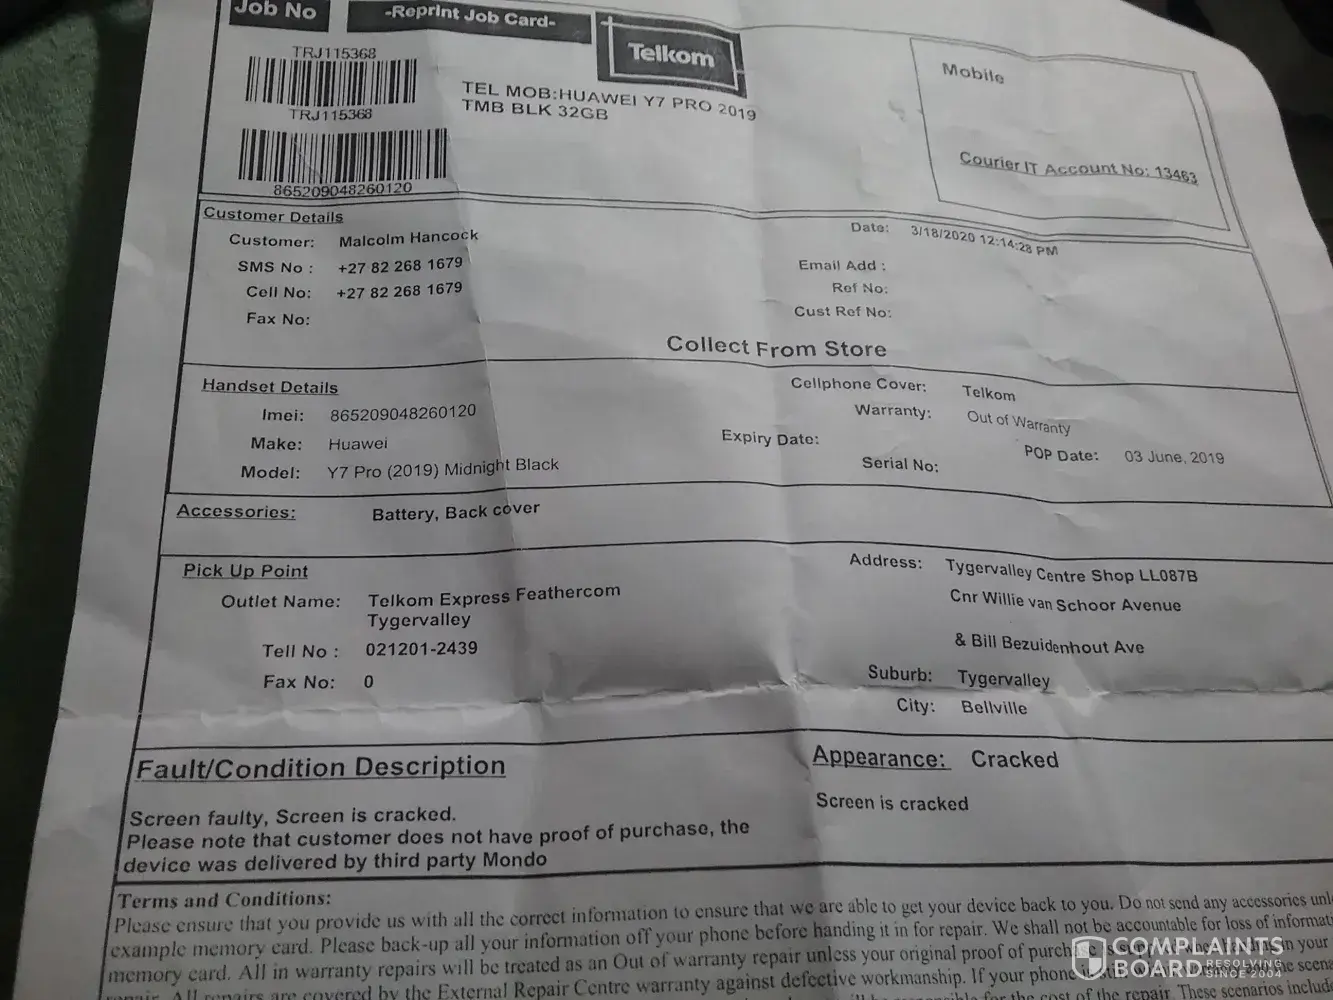 Job No
-Reprint Job Card-
Telkom
TRJ115368
TRJ115368
TEL MOB:HUAWEI Y7 PRO 2019
TMB BLK 32GB
865209048260120
Mobile
Courier IT Account No: 13463
Customer Details
Customer: Malcolm Hancock
SMS No : +27 82 268 1679
Cell No: +27 82 268 1679
Fax No:
Date: 3/18/2020 12:14:28 PM
Email Add :
Ref No:
Cust Ref No:
Collect From Store
Handset Details
Imei: 865209048260120
Make: Huawei
Model: Y7 Pro (2019) Midnight Black
Cellphone Cover: Telkom
Warranty: Out of Warranty
Expiry Date:
POP Date: 03 June, 2019
Serial No:
Accessories: Battery, Back cover
Pick Up Point
Outlet Name: Telkom Express Feathercom
Tygervalley
Tell No : 021201-2439
Fax No: 0
Address: Tygervalley Centre Shop LL087B
Cnr Willie van Schoor Avenue
& Bill Bezuidenhout Ave
Suburb: Tygervalley
City: Bellville
Fault/Condition Description
Screen faulty, Screen is cracked.
Please note that customer does not have proof of purchase, the
device was delivered by third party Mondo
Appearance: Cracked
Screen is cracked
Terms and Conditions:
Please ensure that you provide us with all the correct information to ensure that we are able to get your device back to you. Do not send any accessories
example memory card. Please back-up all your information off your phone before handing it in for repair. We shall not be accountable for loss of
memory card. All in warranty repairs will be treated as an Out of warranty repair unless your original proof of purchase is
repair. All repairs are covered by the External Repair Centre warranty against defective workmanship. If your phone
for the cost of the repair. These scenarios
COMPLAINTS
BOARD RESOLVING
SINCE 2004